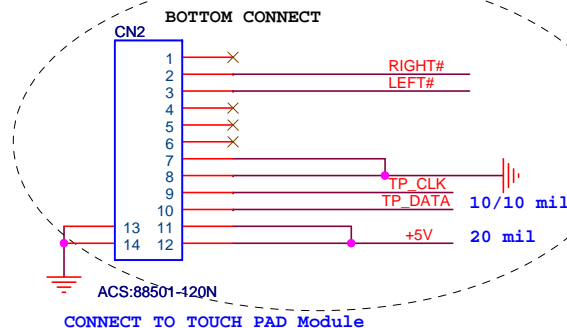 BOTTOM CONNECT
CN2
1
2 RIGHT#
3 LEFT#
4
5
6
7
8
9 TP_CLK
10 TP_DATA 10/10 mil
13 11
14 12 +5V 20 mil
ACS:88501-120N
CONNECT TO TOUCH PAD Module